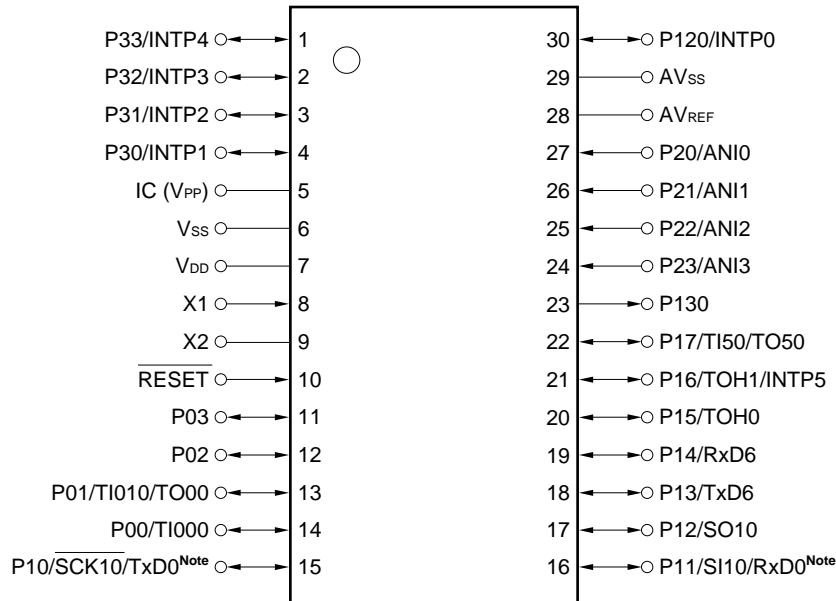 P33/INTP4 1 30 P120/INTP0
P32/INTP3 2 29 AVSS
P31/INTP2 3 28 AVREF
P30/INTP1 4 27 P20/ANI0
IC (VPP) 5 26 P21/ANI1
VSS 6 25 P22/ANI2
VDD 7 24 P23/ANI3
X1 8 23 P130
X2 9 22 P17/TI50/TO50
RESET 10 21 P16/TOH1/INTP5
P03 11 20 P15/TOH0
P02 12 19 P14/RxD6
P01/TI010/TO00 13 18 P13/TxD6
P00/TI000 14 17 P12/SO10
P10/SCK10/TxD0Note 15 16 P11/SI10/RxD0Note